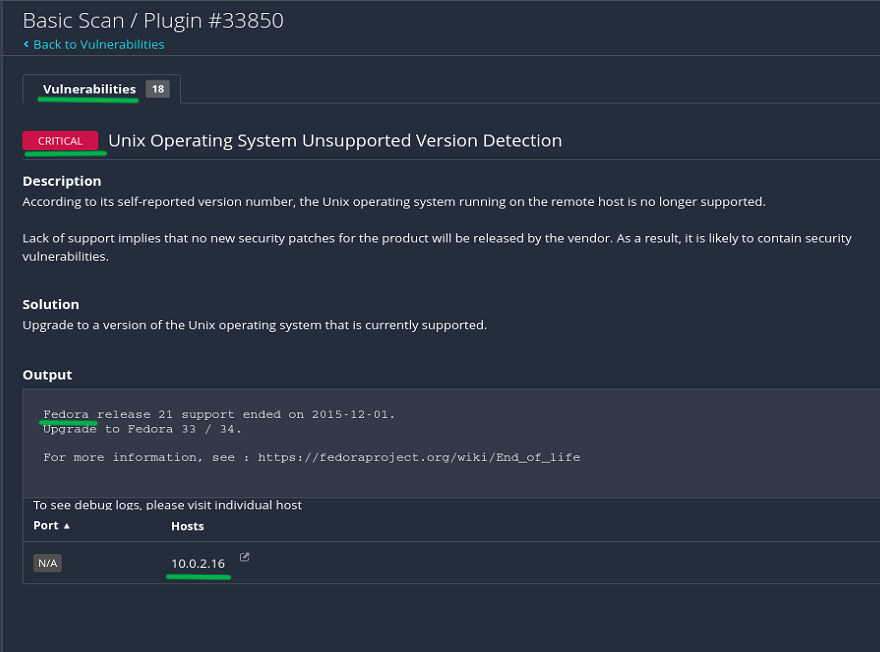 Basic Scan / Plugin #33850
‹ Back to Vulnerabilities
Vulnerabilities 18
CRITICAL Unix Operating System Unsupported Version Detection
Description
According to its self-reported version number, the Unix operating system running on the remote host is no longer supported.
Lack of support implies that no new security patches for the product will be released by the vendor. As a result, it is likely to contain security
vulnerabilities.
Solution
Upgrade to a version of the Unix operating system that is currently supported.
Output
Fedora release 21 support ended on 2015-12-01.
Upgrade to Fedora 33 / 34.
For more information, see : https://fedoraproject.org/wiki/End_of_life
To see debug logs, please visit individual host
Port ▲ Hosts
N/A 10.0.2.16